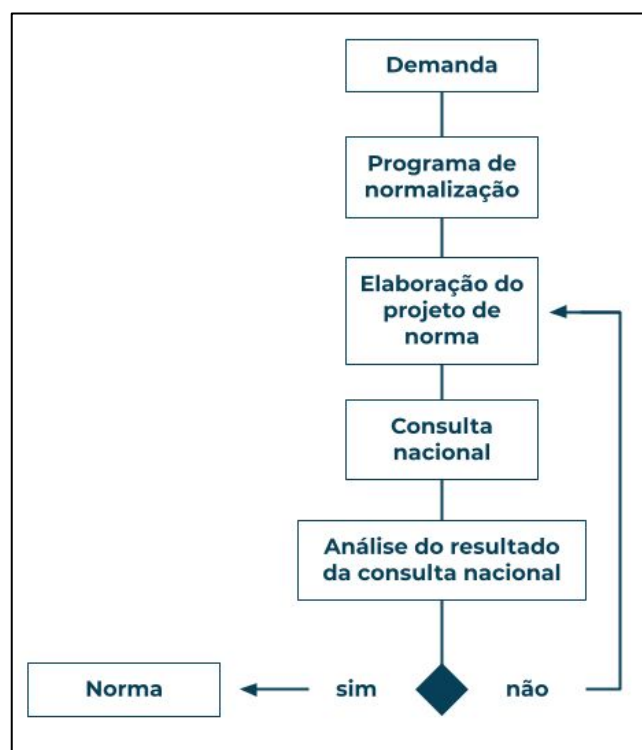 Demanda
Programa de
normalização
Elaboração do
projeto de
norma
Consulta
nacional
Análise do resultado
da consulta nacional
Norma
sim
não